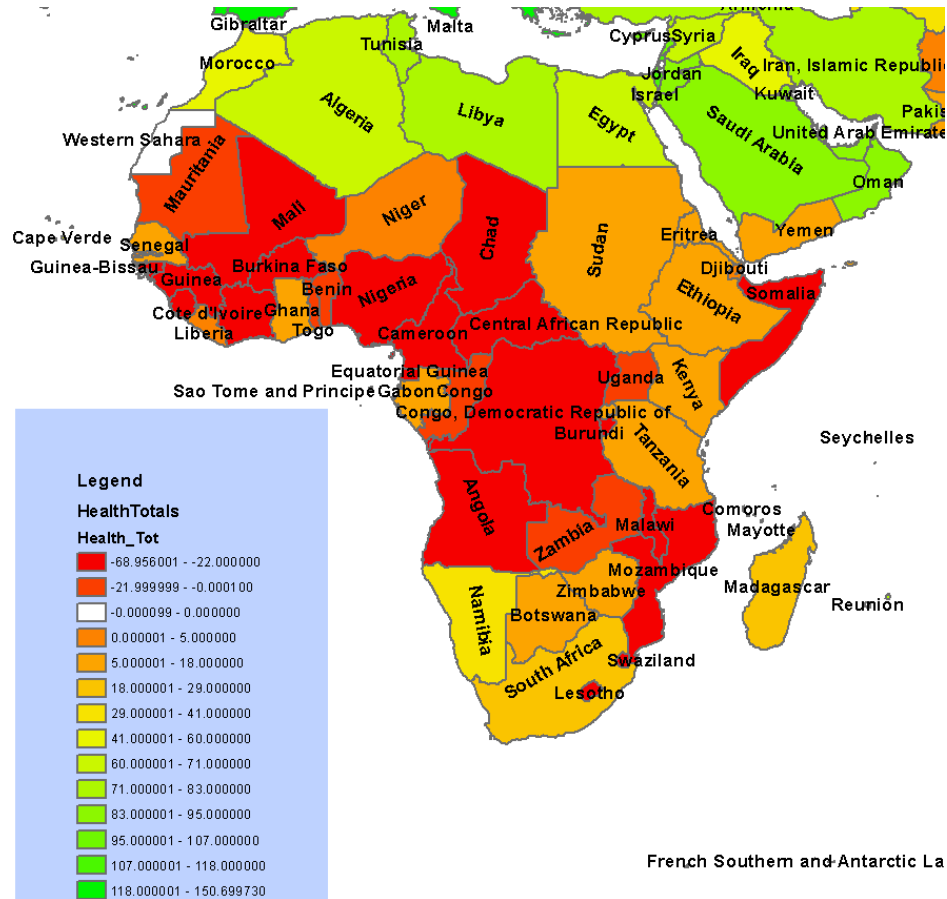 Gibraltar
Malta
Armenia
Tunisia
Cyprus
Syria
Morocco
Iraq
Iran, Islamic Republic
Jordan
Algeria
Libya
Israel
Kuwait
Egypt
Pakis
Western Sahara
United Arab Emirate
Saudi Arabia
Mauritania
Oman
Mali
Niger
Chad
Cape Verde
Senegal
Sudan
Eritrea
Yemen
Guinea-Bissau
Burkina Faso
Djibouti
Guinea
Benin
Nigeria
Ethiopia
Somalia
Cote d'Ivoire
Ghana
Central African Republic
Liberia
Togo
Cameroon
Equatorial Guinea
Uganda
Kenya
Sao Tome and Principe
Gabon
Congo
Congo, Democratic Republic of
Burundi
Seychelles
Tanzania
Angola
Comoros
Malawi
Mayotte
Zambia
Mozambique
Madagascar
Zimbabwe
Namibia
Botswana
Reunion
South Africa
Swaziland
Lesotho
Legend
HealthTotals
Health_Tot
-68.956001 - -22.000000
-21.999999 - -0.000100
-0.000099 - 0.000000
0.000001 - 5.000000
5.000001 - 18.000000
18.000001 - 29.000000
29.000001 - 41.000000
41.000001 - 60.000000
60.000001 - 71.000000
71.000001 - 83.000000
83.000001 - 95.000000
95.000001 - 107.000000
107.000001 - 118.000000
118.000001 - 150.699730
French Southern and Antarctic La